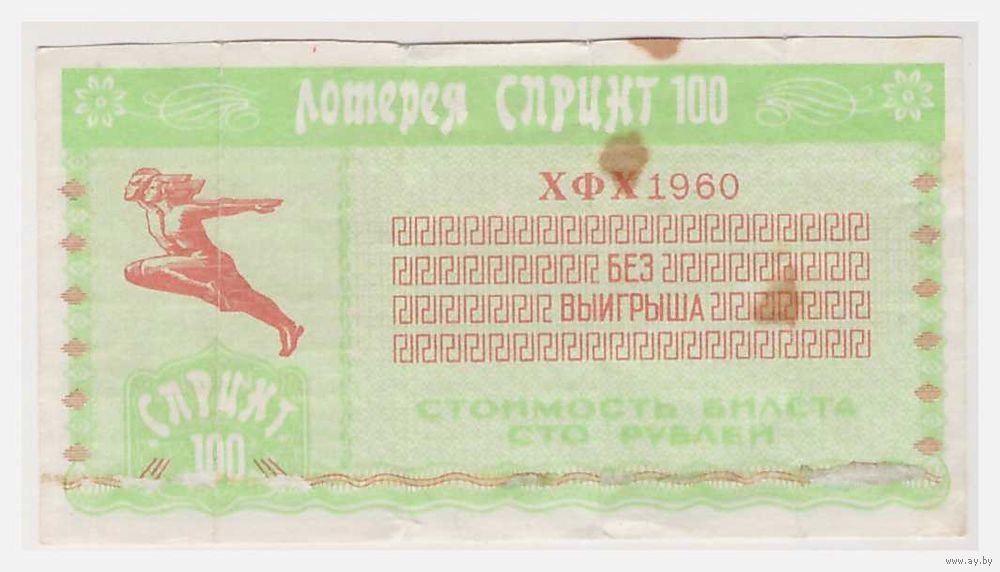 Лотерея СПРИНТ 100
ХФХ 1960
БЕЗ
ВЫИГРЫША
СТОИМОСТЬ БИЛЕТА
СТО РУБЛЕЙ
СПРИНТ
100
www.ay.by